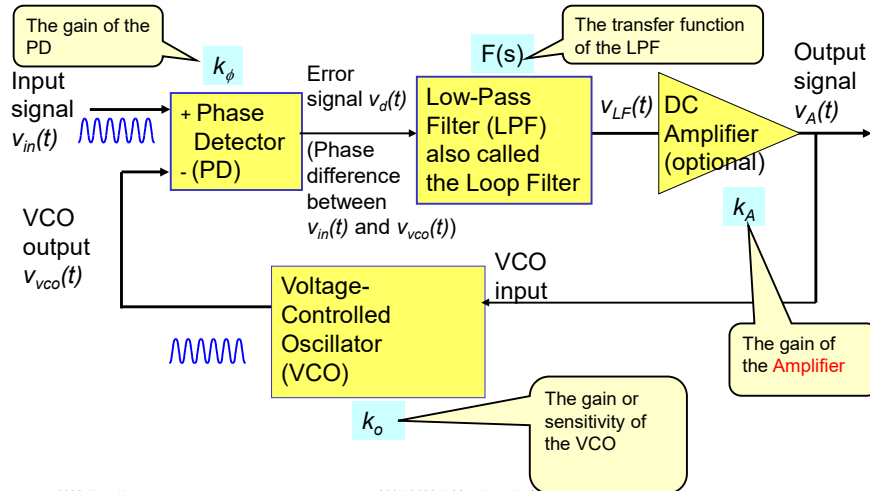 The gain of the
PD
The transfer function
of the LPF
kϕ
F(s)
Input
signal
vin(t)
Error
signal vd(t)
Output
signal
vA(t)
+ Phase
Detector
- (PD)
Low-Pass
Filter (LPF)
also called
the Loop Filter
vLF(t)
DC
Amplifier
(optional)
(Phase
difference
between
vin(t) and vvco(t))
kA
VCO
output
vvco(t)
Voltage-
Controlled
Oscillator
(VCO)
VCO
input
The gain of
the Amplifier
ko
The gain or
sensitivity of
the VCO